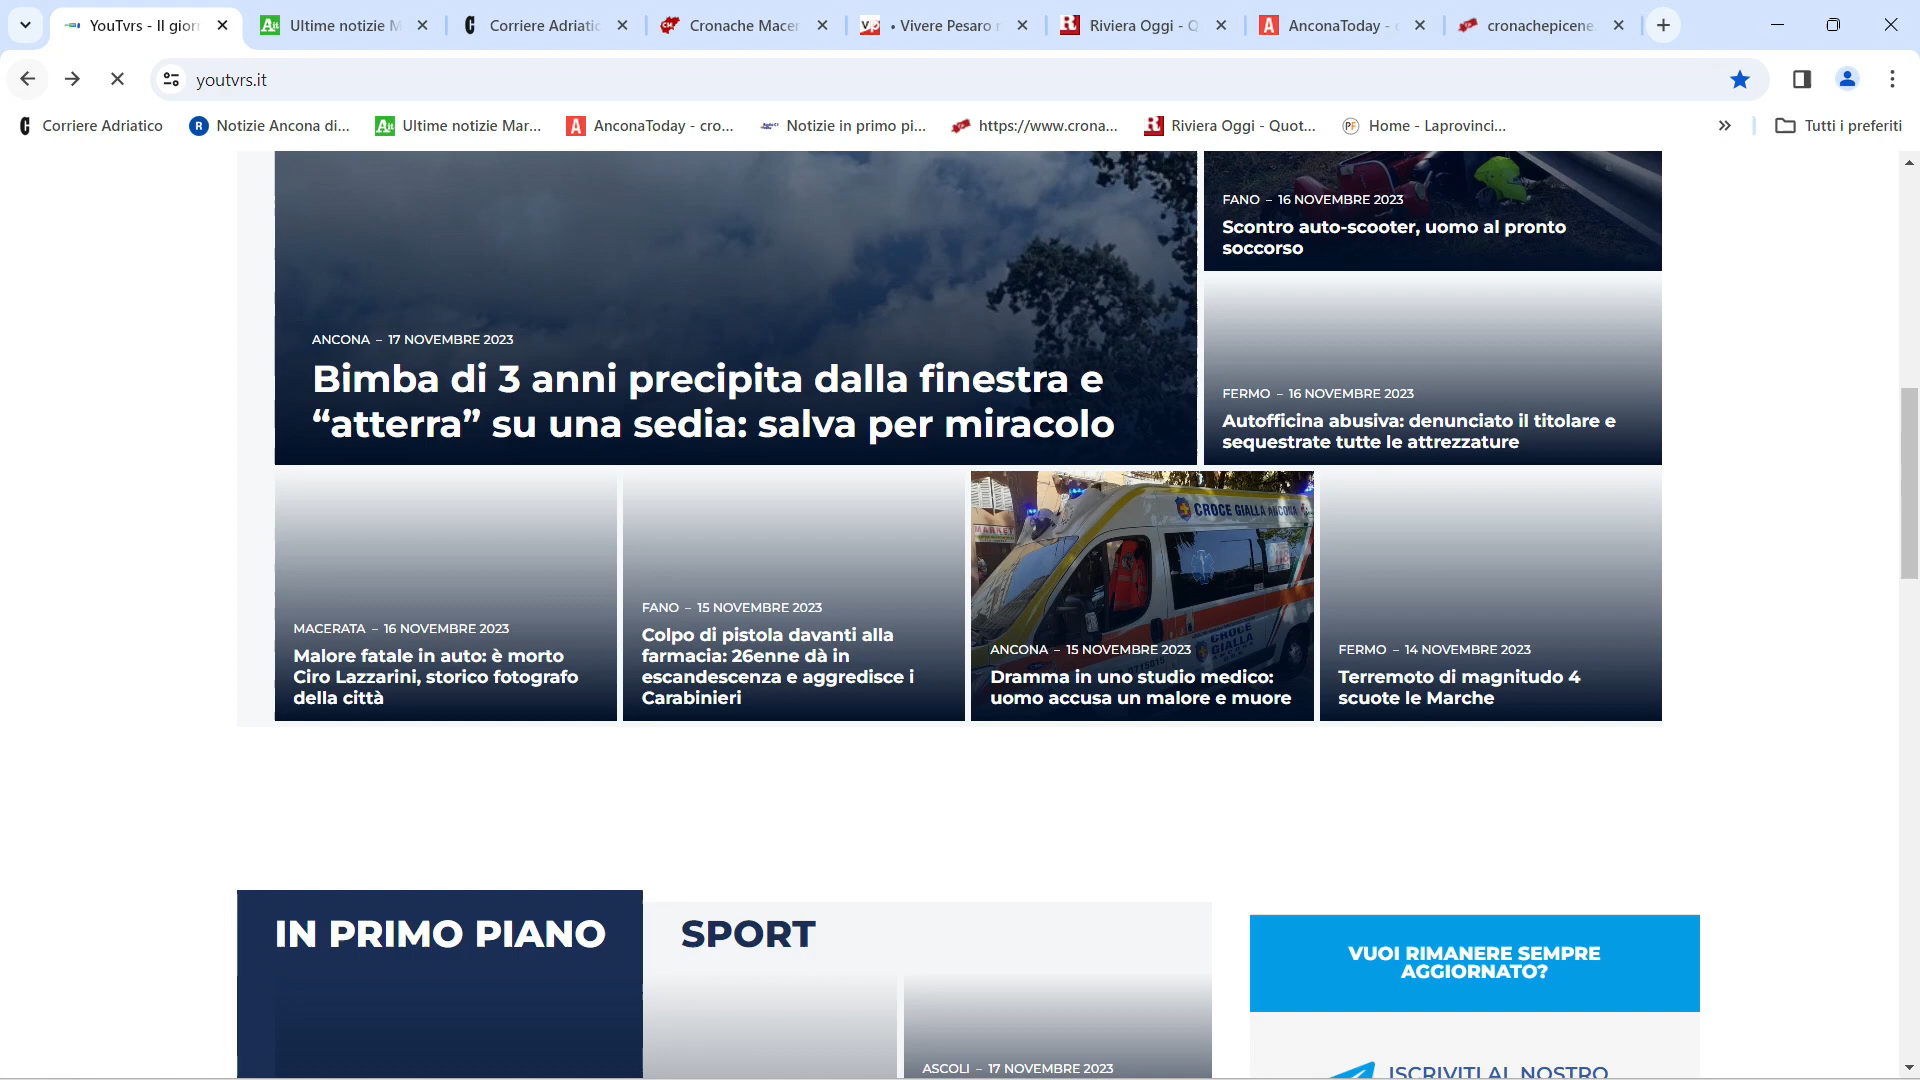 YouTvrs - Il gior
Ultime notizie M
Corriere Adriatic
Cronache Macer
• Vivere Pesaro n
Riviera Oggi - Q
AnconaToday - c
cronachepicene.
youtvrs.it
Corriere Adriatico
Notizie Ancona di...
Ultime notizie Mar...
AnconaToday - cro...
Notizie in primo pi...
https://www.crona...
Riviera Oggi - Quot...
Home - Laprovinci...
»
Tutti i preferiti
FANO – 16 NOVEMBRE 2023
Scontro auto-scooter, uomo al pronto
soccorso
ANCONA – 17 NOVEMBRE 2023
Bimba di 3 anni precipita dalla finestra e
“atterra” su una sedia: salva per miracolo
FERMO – 16 NOVEMBRE 2023
Autofficina abusiva: denunciato il titolare e
sequestrate tutte le attrezzature
MACERATA – 16 NOVEMBRE 2023
Malore fatale in auto: è morto
Ciro Lazzarini, storico fotografo
della città
FANO – 15 NOVEMBRE 2023
Colpo di pistola davanti alla
farmacia: 26enne dà in
escandescenza e aggredisce i
Carabinieri
MARKET
CROCE GIALLA ANCONA
CROCE
GIALLA
ANCONA – 15 NOVEMBRE 2023
Dramma in uno studio medico:
uomo accusa un malore e muore
FERMO – 14 NOVEMBRE 2023
Terremoto di magnitudo 4
scuote le Marche
IN PRIMO PIANO
SPORT
ASCOLI – 17 NOVEMBRE 2023
VUOI RIMANERE SEMPRE
AGGIORNATO?
ISCRIVITI AL NOSTRO